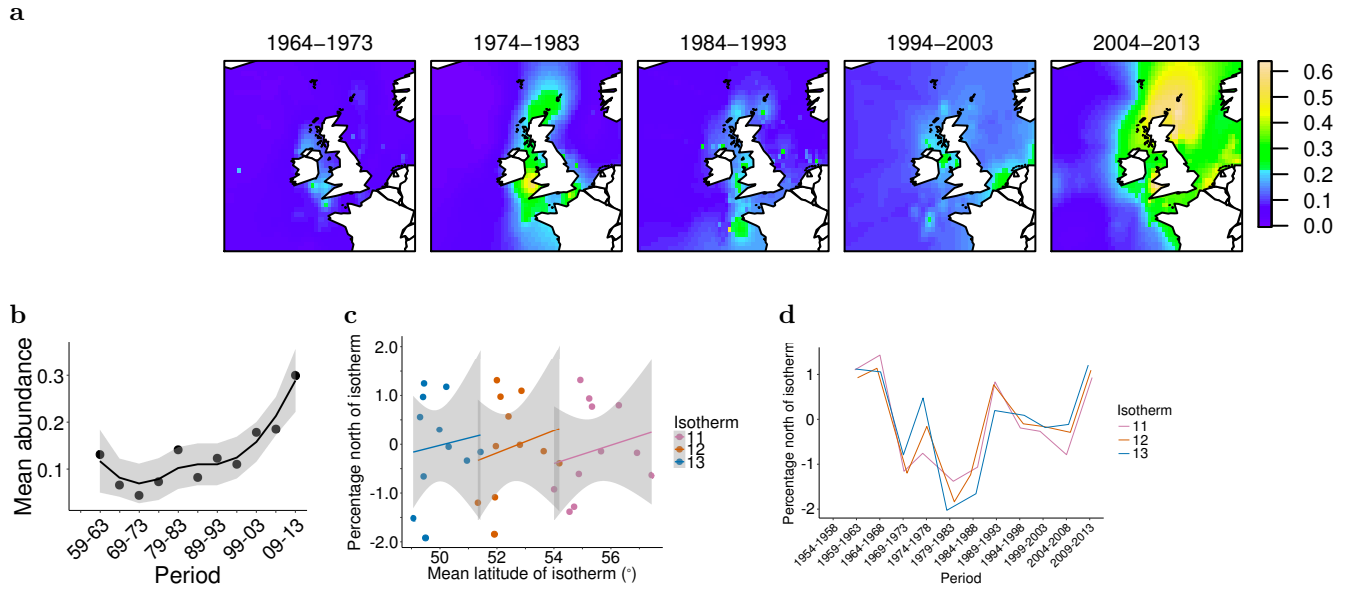 a
1964–1973 1974–1983 1984–1993 1994–2003 2004–2013
0.6
0.5
0.4
0.3
0.2
0.1
0.0
b
Mean abundance
0.3
0.2
0.1
59-63 69-73 79-83 89-93 99-03 09-13
Period
c
Percentage north of isotherm
2.0
1.0
0.0
-1.0
-2.0
50 52 54 56
Mean latitude of isotherm (°)
Isotherm
11
12
13
d
Percentage north of isotherm
1
0
-1
-2
1954-1958 1959-1963 1964-1968 1969-1973 1974-1978 1979-1983 1984-1988 1989-1993 1994-1998 1999-2003 2004-2008 2009-2013
Period
Isotherm
11
12
13